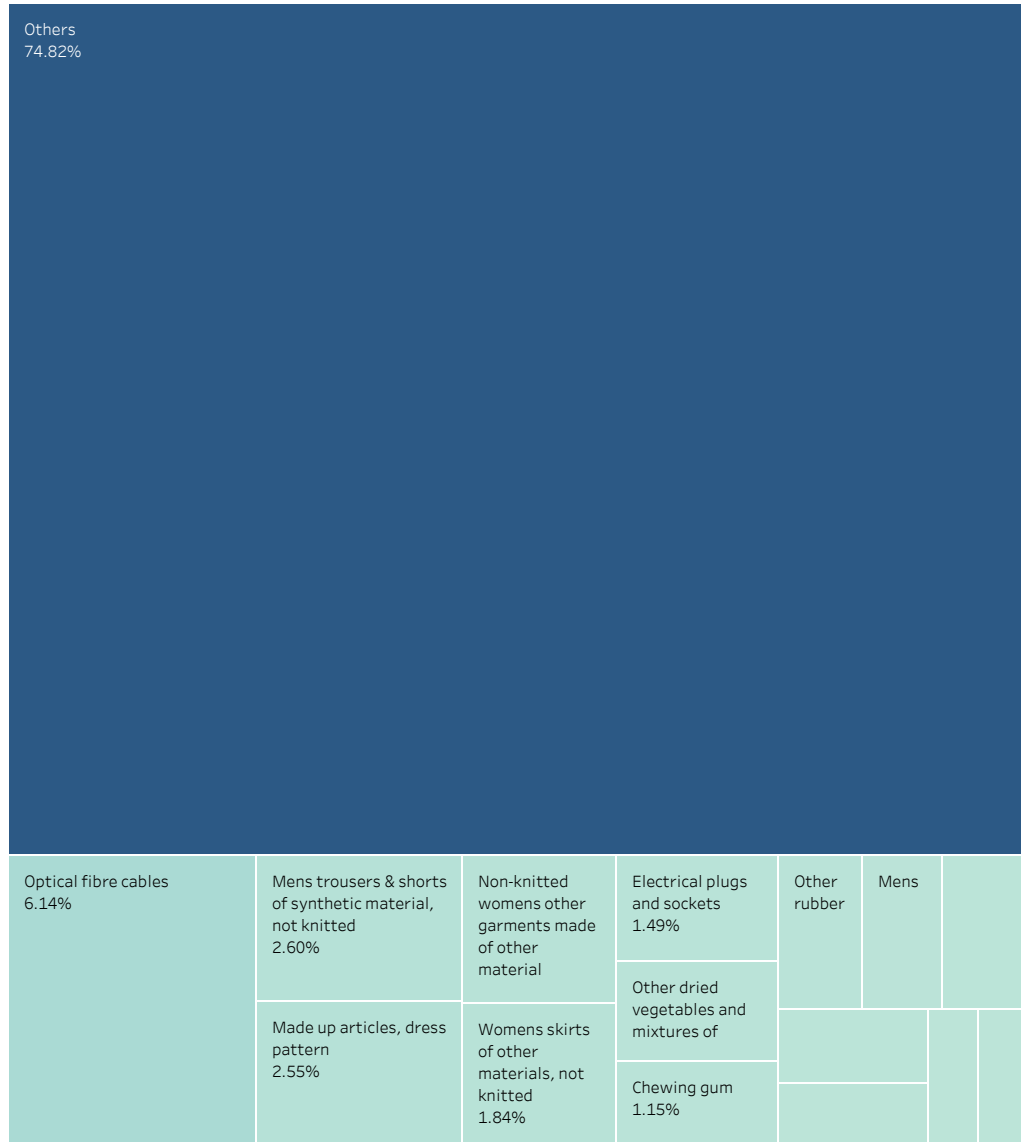 Others
74.82%
Optical fibre cables
6.14%
Mens trousers & shorts
of synthetic material,
not knitted
2.60%
Made up articles, dress
pattern
2.55%
Non-knitted
womens other
garments made
of other
material
Womens skirts
of other
materials, not
knitted
1.84%
Electrical plugs
and sockets
1.49%
Other dried
vegetables and
mixtures of
Chewing gum
1.15%
Other
rubber
Mens